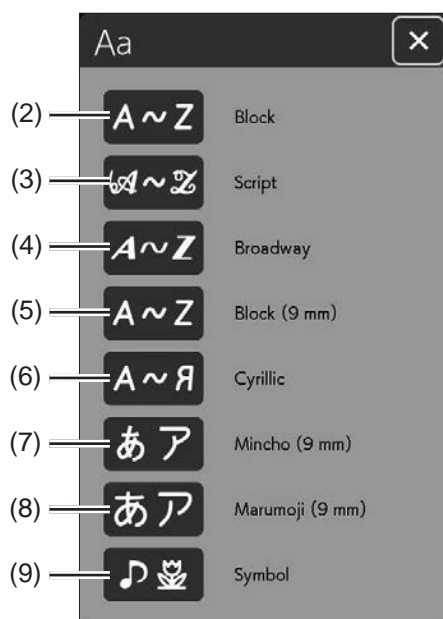 Aa ×
(2) A ~ Z Block
(3) A ~ Z Script
(4) A ~ Z Broadway
(5) A ~ Z Block (9 mm)
(6) A ~ Я Cyrillic
(7) あ ア Mincho (9 mm)
(8) あ ア Marumoji (9 mm)
(9) ♪ Symbol